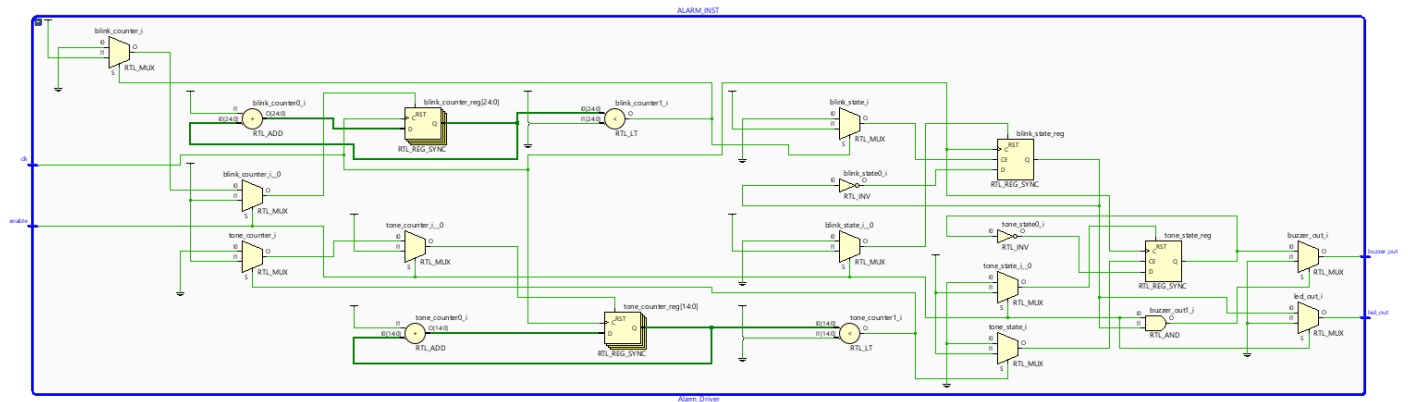 ALARM_INST
blink_counter_i
I0
I1
O
S
RTL_MUX
blink_counter0_i
I1
I0[24:0]
O[24:0]
+
RTL_ADD
blink_counter_reg[24:0]
RST
C
D
Q
RTL_REG_SYNC
blink_counter1_i
I0[24:0]
I1[24:0]
O
<
RTL_LT
blink_state_i
I0
I1
O
S
RTL_MUX
blink_state_reg
RST
C
CE
D
Q
RTL_REG_SYNC
clk
blink_counter_i__0
I0
I1
O
S
RTL_MUX
blink_state0_i
I0
O
RTL_INV
enable
tone_counter_i
I0
I1
O
S
RTL_MUX
tone_counter_i__0
I0
I1
O
S
RTL_MUX
blink_state_i__0
I0
I1
O
S
RTL_MUX
tone_state0_i
I0
O
RTL_INV
tone_state_reg
RST
C
CE
D
Q
RTL_REG_SYNC
buzzer_out_i
I0
I1
O
S
RTL_MUX
buzzer_out
tone_state_i__0
I0
I1
O
S
RTL_MUX
tone_counter0_i
I1
I0[14:0]
O[14:0]
+
RTL_ADD
tone_counter_reg[14:0]
RST
C
D
Q
RTL_REG_SYNC
tone_counter1_i
I0[14:0]
I1[14:0]
O
<
RTL_LT
tone_state_i
I0
I1
O
S
RTL_MUX
buzzer_out1_i
I0
I1
O
RTL_AND
led_out_i
I0
I1
O
S
RTL_MUX
led_out
Alarm_Driver